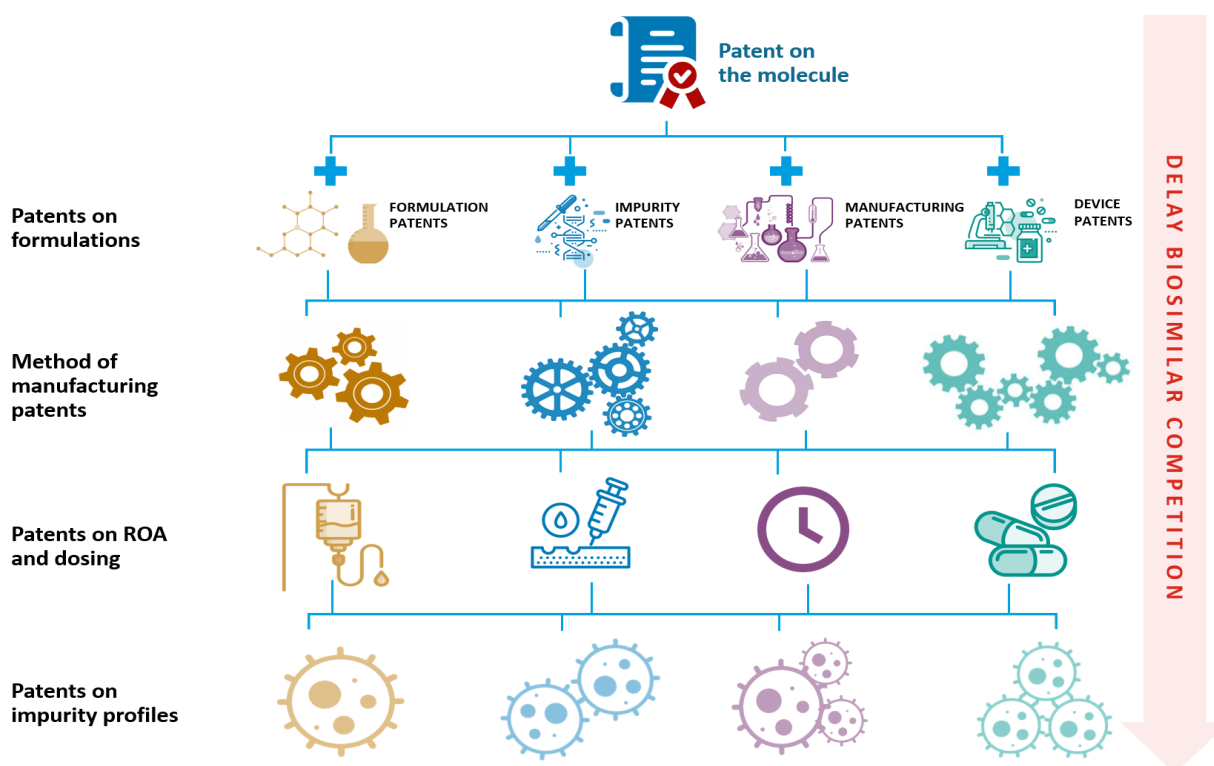 Patent on
the molecule
Patents on
formulations
FORMULATION
PATENTS
IMPURITY
PATENTS
MANUFACTURING
PATENTS
DEVICE
PATENTS
Method of
manufacturing
patents
Patents on ROA
and dosing
Patents on
impurity profiles
DELAY BIOSIMILAR COMPETITION